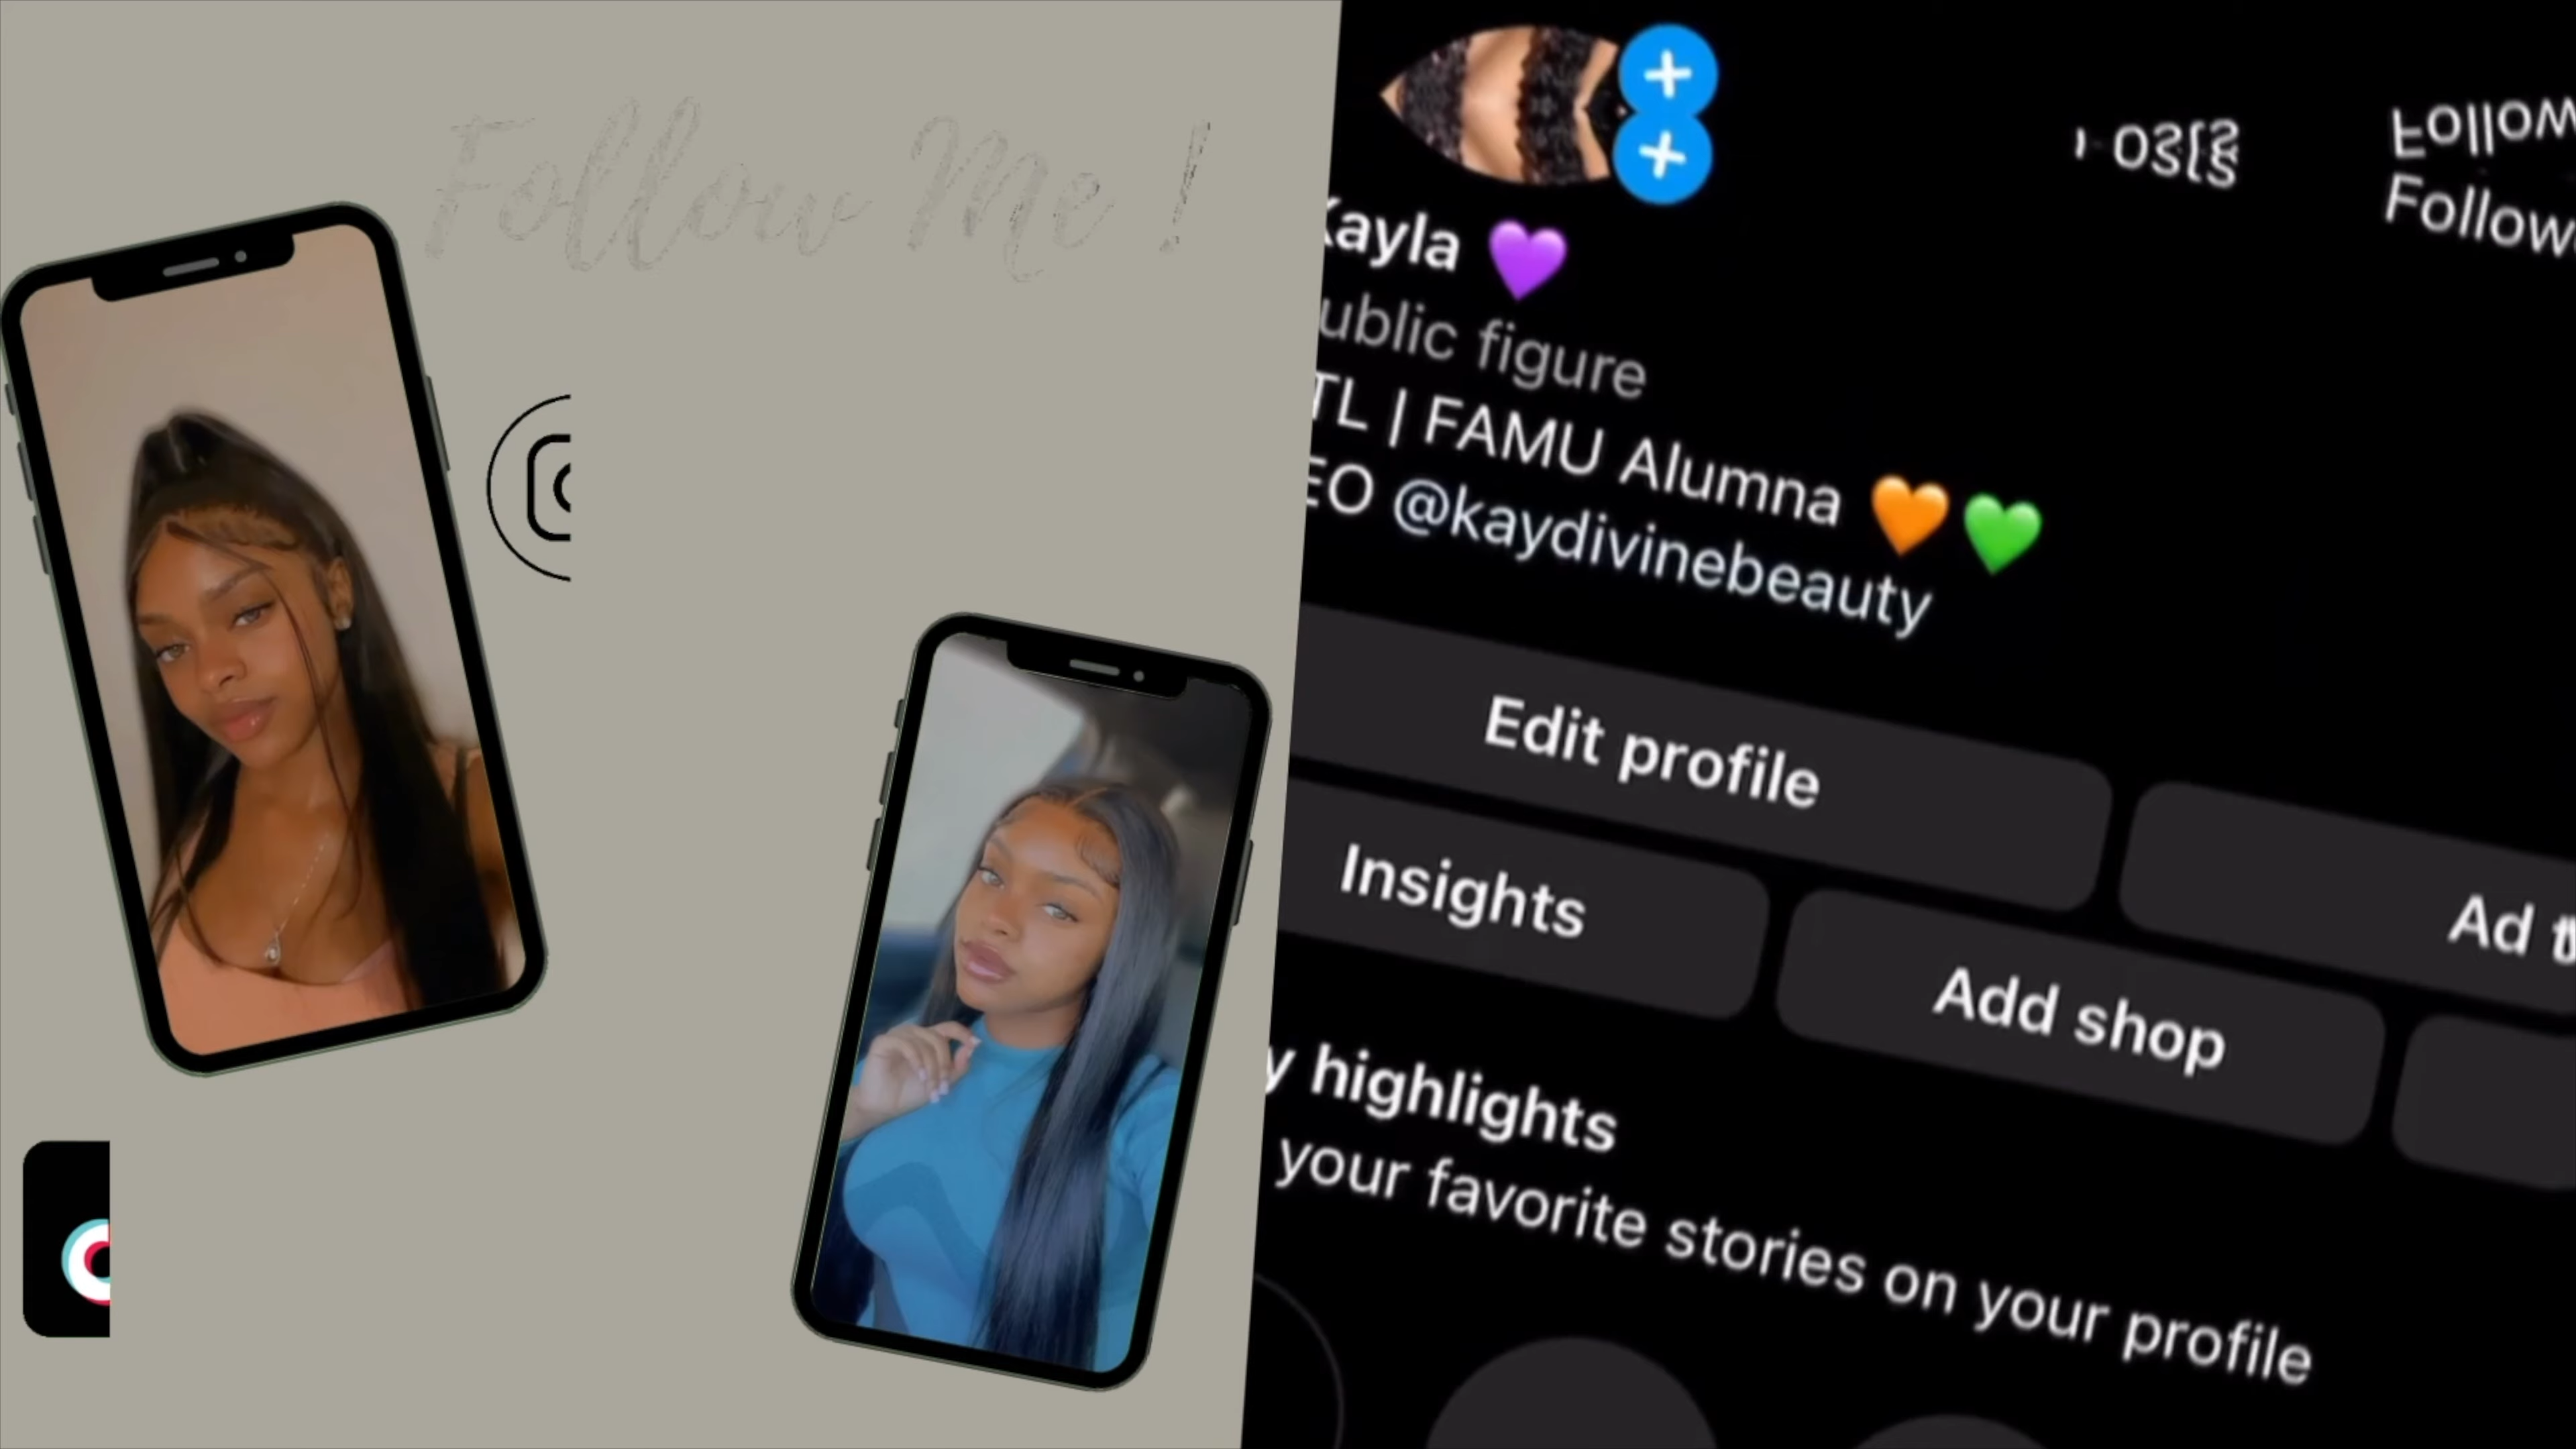 Follow Me !
Kayla 💜
ublic figure
TL | FAMU Alumna 🧡💚
EO @kaydivinebeauty
Edit profile
Ad
Insights
Add shop
y highlights
your favorite stories on your profile